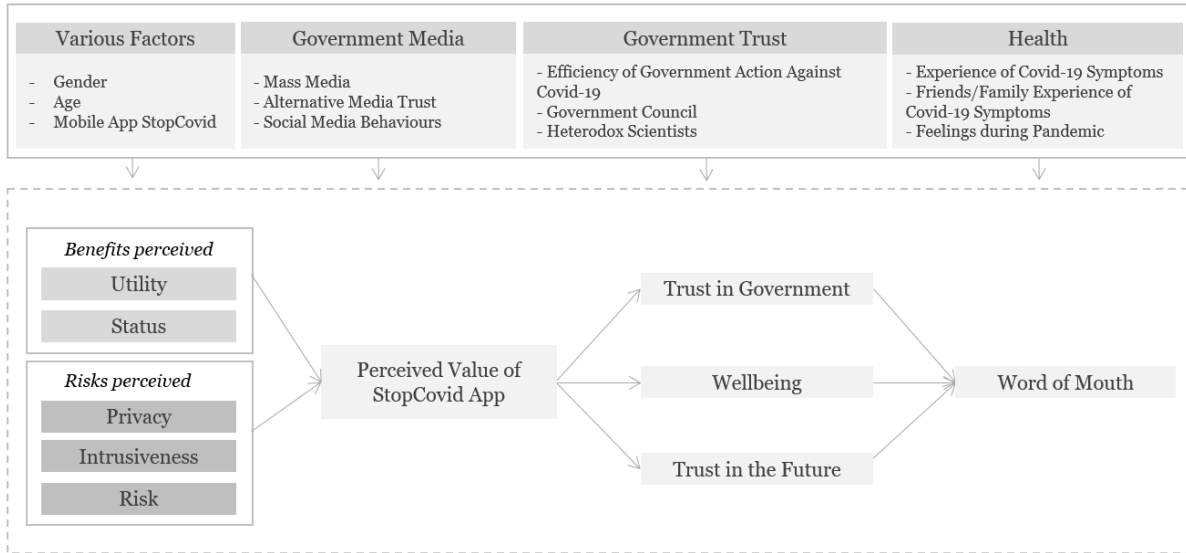 Various Factors
- Gender
- Age
- Mobile App StopCovid
Government Media
- Mass Media
- Alternative Media Trust
- Social Media Behaviours
Government Trust
- Efficiency of Government Action Against
Covid-19
- Government Council
- Heterodox Scientists
Health
- Experience of Covid-19 Symptoms
- Friends/Family Experience of
Covid-19 Symptoms
- Feelings during Pandemic
Benefits perceived
Utility
Status
Risks perceived
Privacy
Intrusiveness
Risk
Perceived Value of
StopCovid App
Trust in Government
Wellbeing
Trust in the Future
Word of Mouth